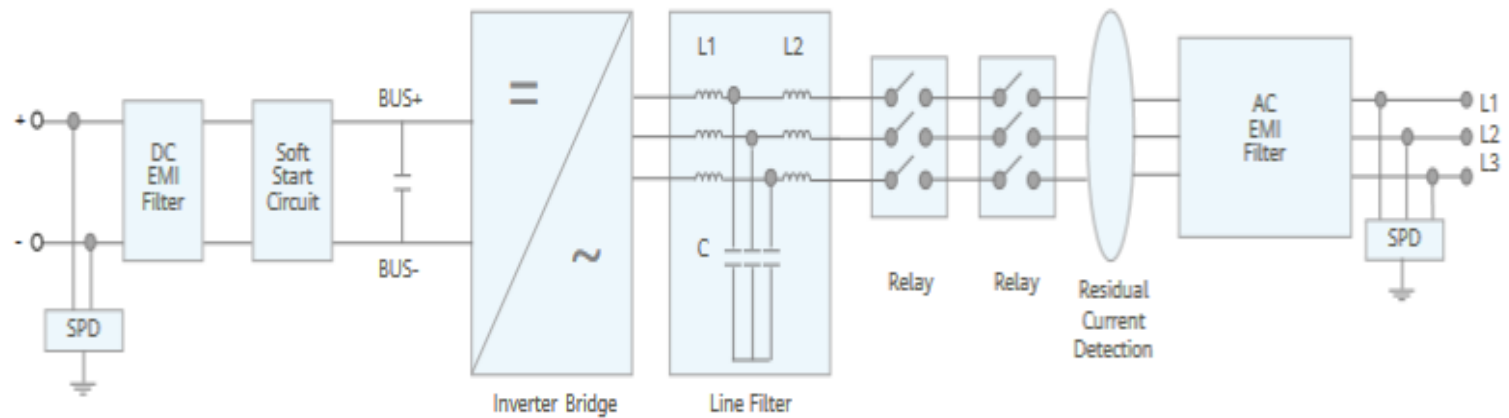 L1
L2
+
-
DC
EMI
Filter
Soft
Start
Circuit
BUS+
BUS-
SPD
=
~
Inverter Bridge
C
Line Filter
Relay
Relay
Residual
Current
Detection
AC
EMI
Filter
L1
L2
L3
SPD